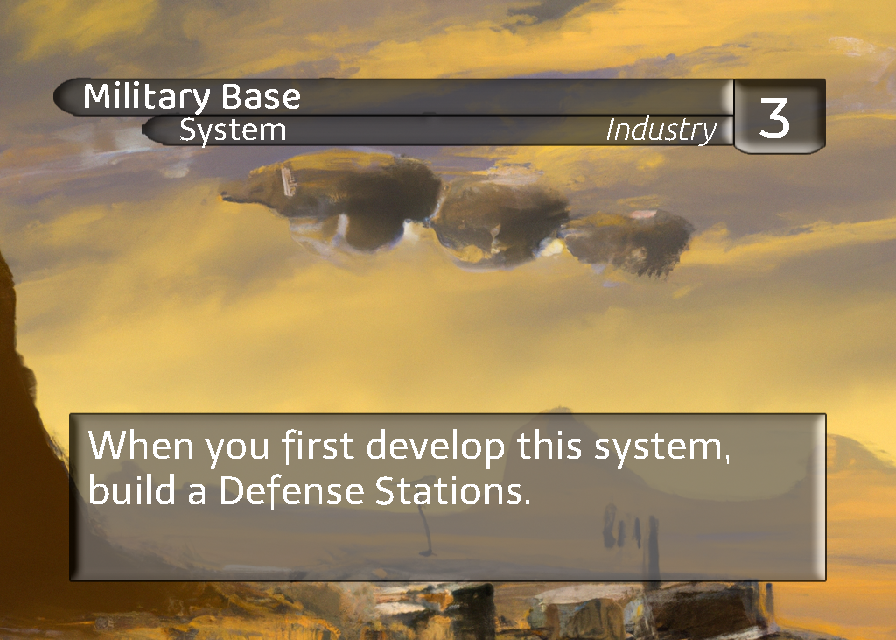 Military Base
System
Industry
3
When you first develop this system,
build a Defense Stations.